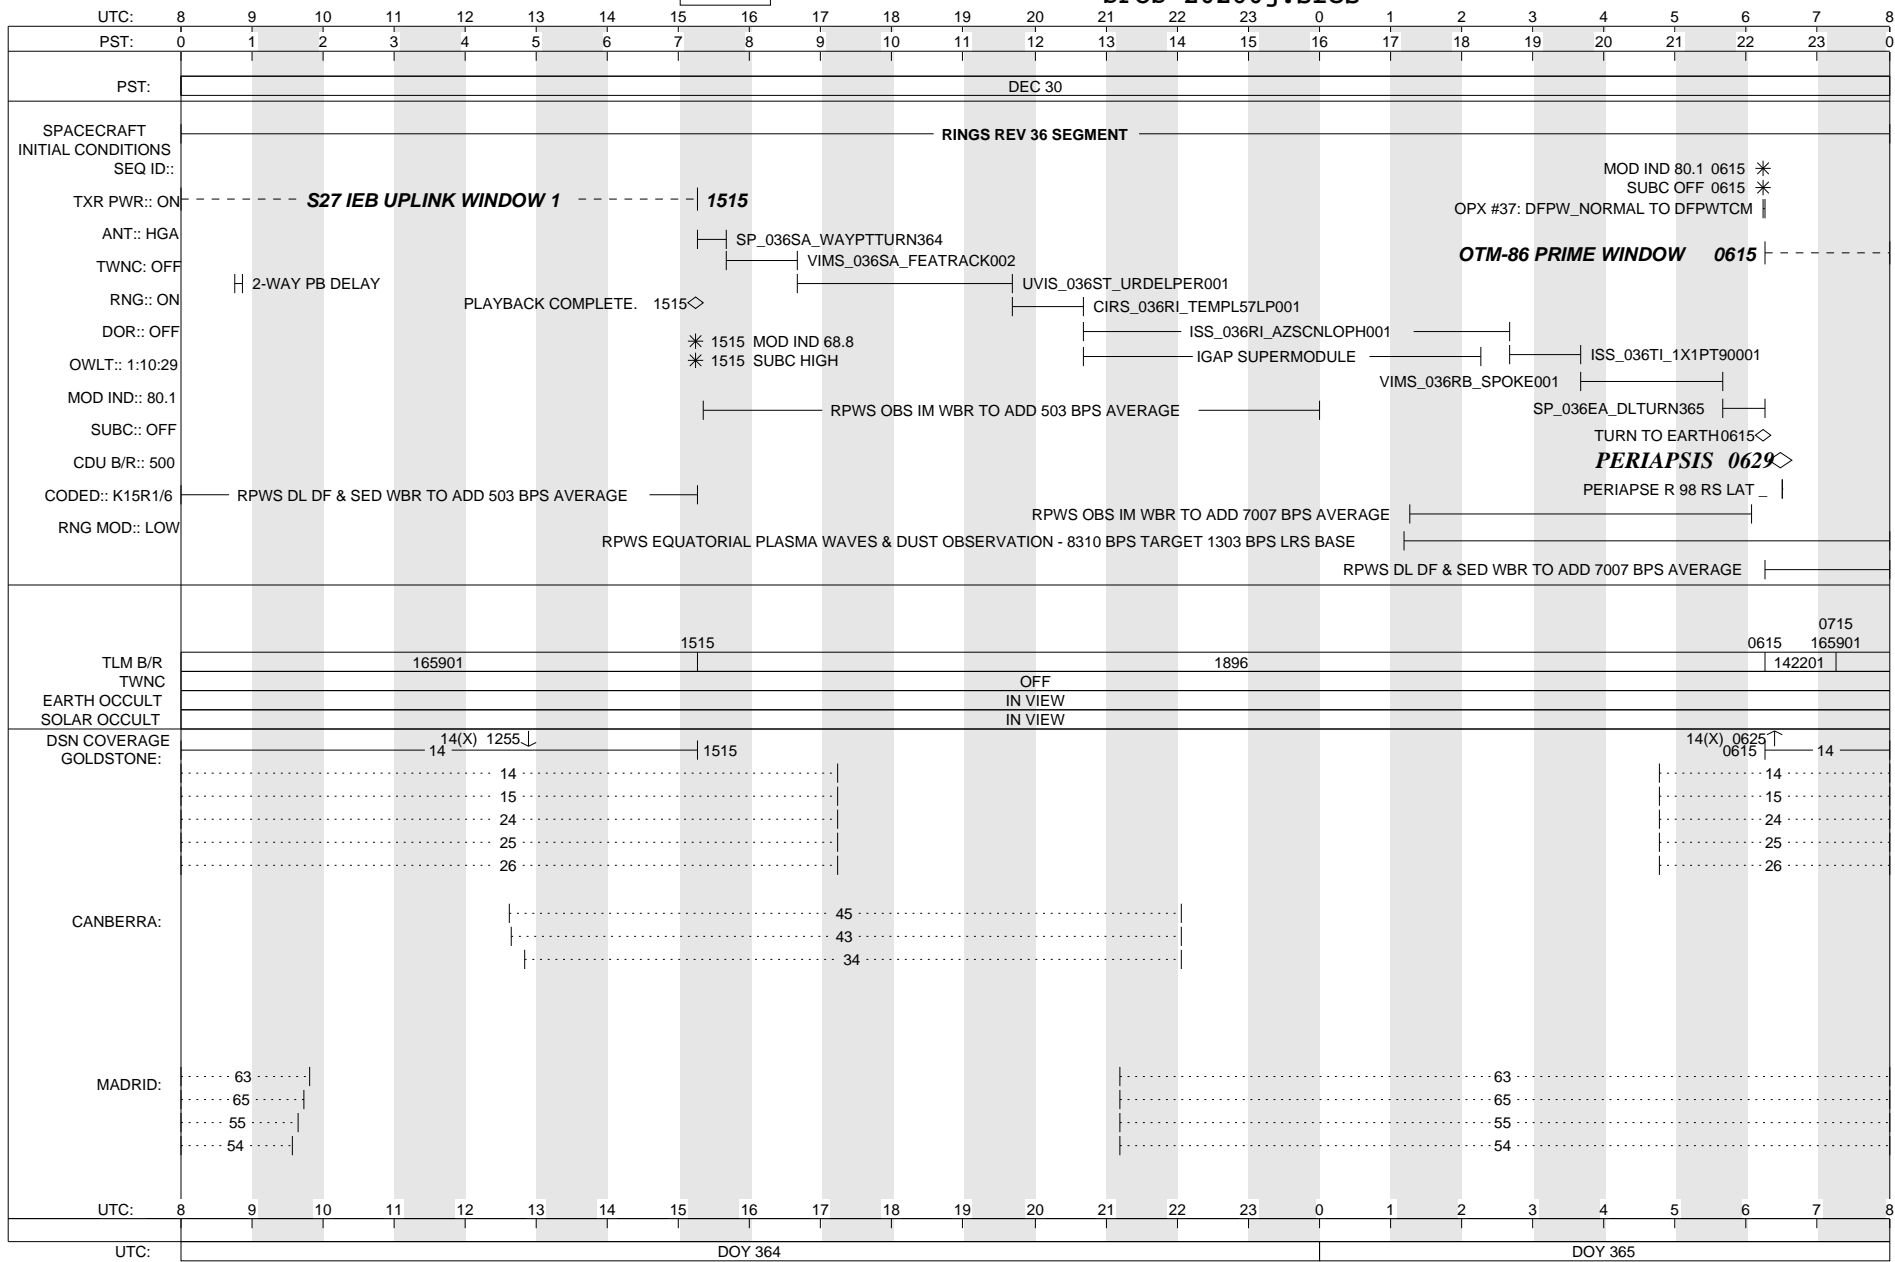 UTC: 8 9 10 11 12 13 14 15 16 17 18 19 20 21 22 23 0 1 2 3 4 5 6 7 8
PST: 0 1 2 3 4 5 6 7 8 9 10 11 12 13 14 15 16 17 18 19 20 21 22 23 0
PST: DEC 30
SPACECRAFT
INITIAL CONDITIONS
RINGS REV 36 SEGMENT
SEQ ID::
MOD IND 80.1 0615
SUBC OFF 0615
TXR PWR:: ON
S27 IEB UPLINK WINDOW 1 1515
OPX #37: DFPW_NORMAL TO DFPWTCM
ANT:: HGA
SP_036SA_WAYPTTURN364
OTM-86 PRIME WINDOW 0615
TWNC: OFF
VIMS_036SA_FEATRACK002
2-WAY PB DELAY
UVIS_036ST_URDELPER001
RNG:: ON
PLAYBACK COMPLETE. 1515
CIRS_036RI_TEMPL57LP001
DOR:: OFF
ISS_036RI_AZSCNLOPH001
1515 MOD IND 68.8
1515 SUBC HIGH
IGAP SUPERMODULE
ISS_036TI_1X1PT90001
OWLT:: 1:10:29
VIMS_036RB_SPOKE001
MOD IND:: 80.1
RPWS OBS IM WBR TO ADD 503 BPS AVERAGE
SP_036EA_DLTURN365
SUBC:: OFF
TURN TO EARTH0615
CDU B/R:: 500
PERIAPSIS 0629
CODED:: K15R1/6
RPWS DL DF & SED WBR TO ADD 503 BPS AVERAGE
PERIAPSE R 98 RS LAT _
RPWS OBS IM WBR TO ADD 7007 BPS AVERAGE
RNG MOD:: LOW
RPWS EQUATORIAL PLASMA WAVES & DUST OBSERVATION - 8310 BPS TARGET 1303 BPS LRS BASE
RPWS DL DF & SED WBR TO ADD 7007 BPS AVERAGE
0715
1515 0615 165901
TLM B/R 165901 1896 142201
TWNC OFF
EARTH OCCULT IN VIEW
SOLAR OCCULT IN VIEW
DSN COVERAGE
14(X) 1255 14(X) 0625
GOLDSTONE: 14 1515 0615 14
14 14
15 15
24 24
25 25
26 26
CANBERRA: 45
43
34
MADRID: 63 63
65 65
55 55
54 54
UTC: 8 9 10 11 12 13 14 15 16 17 18 19 20 21 22 23 0 1 2 3 4 5 6 7 8
UTC: DOY 364 DOY 365